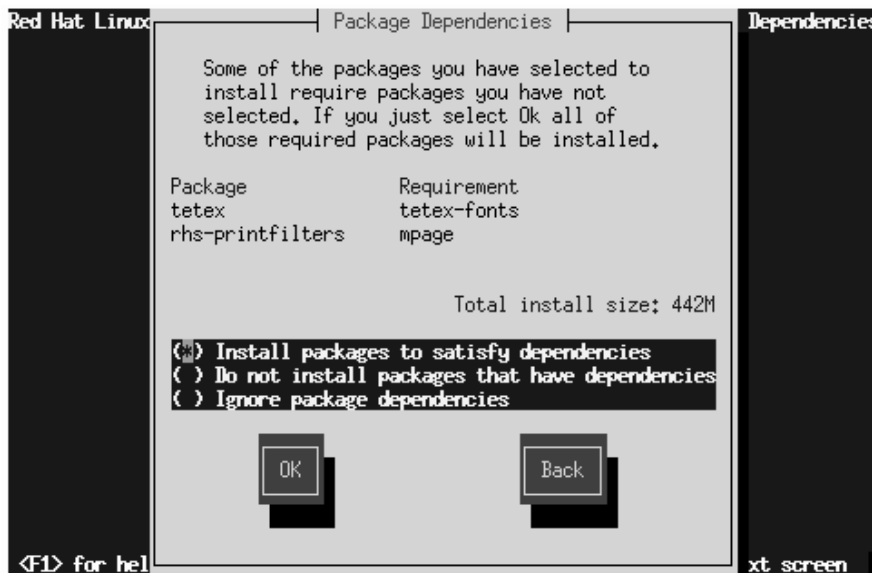 Red Hat Linux
Package Dependencies
Dependencies
Some of the packages you have selected to
install require packages you have not
selected. If you just select Ok all of
those required packages will be installed.
Package Requirement
tetex tetex-fonts
rhs-printfilters mpage
Total install size: 442M
(*) Install packages to satisfy dependencies
( ) Do not install packages that have dependencies
( ) Ignore package dependencies
OK Back
<F1> for hel
xt screen